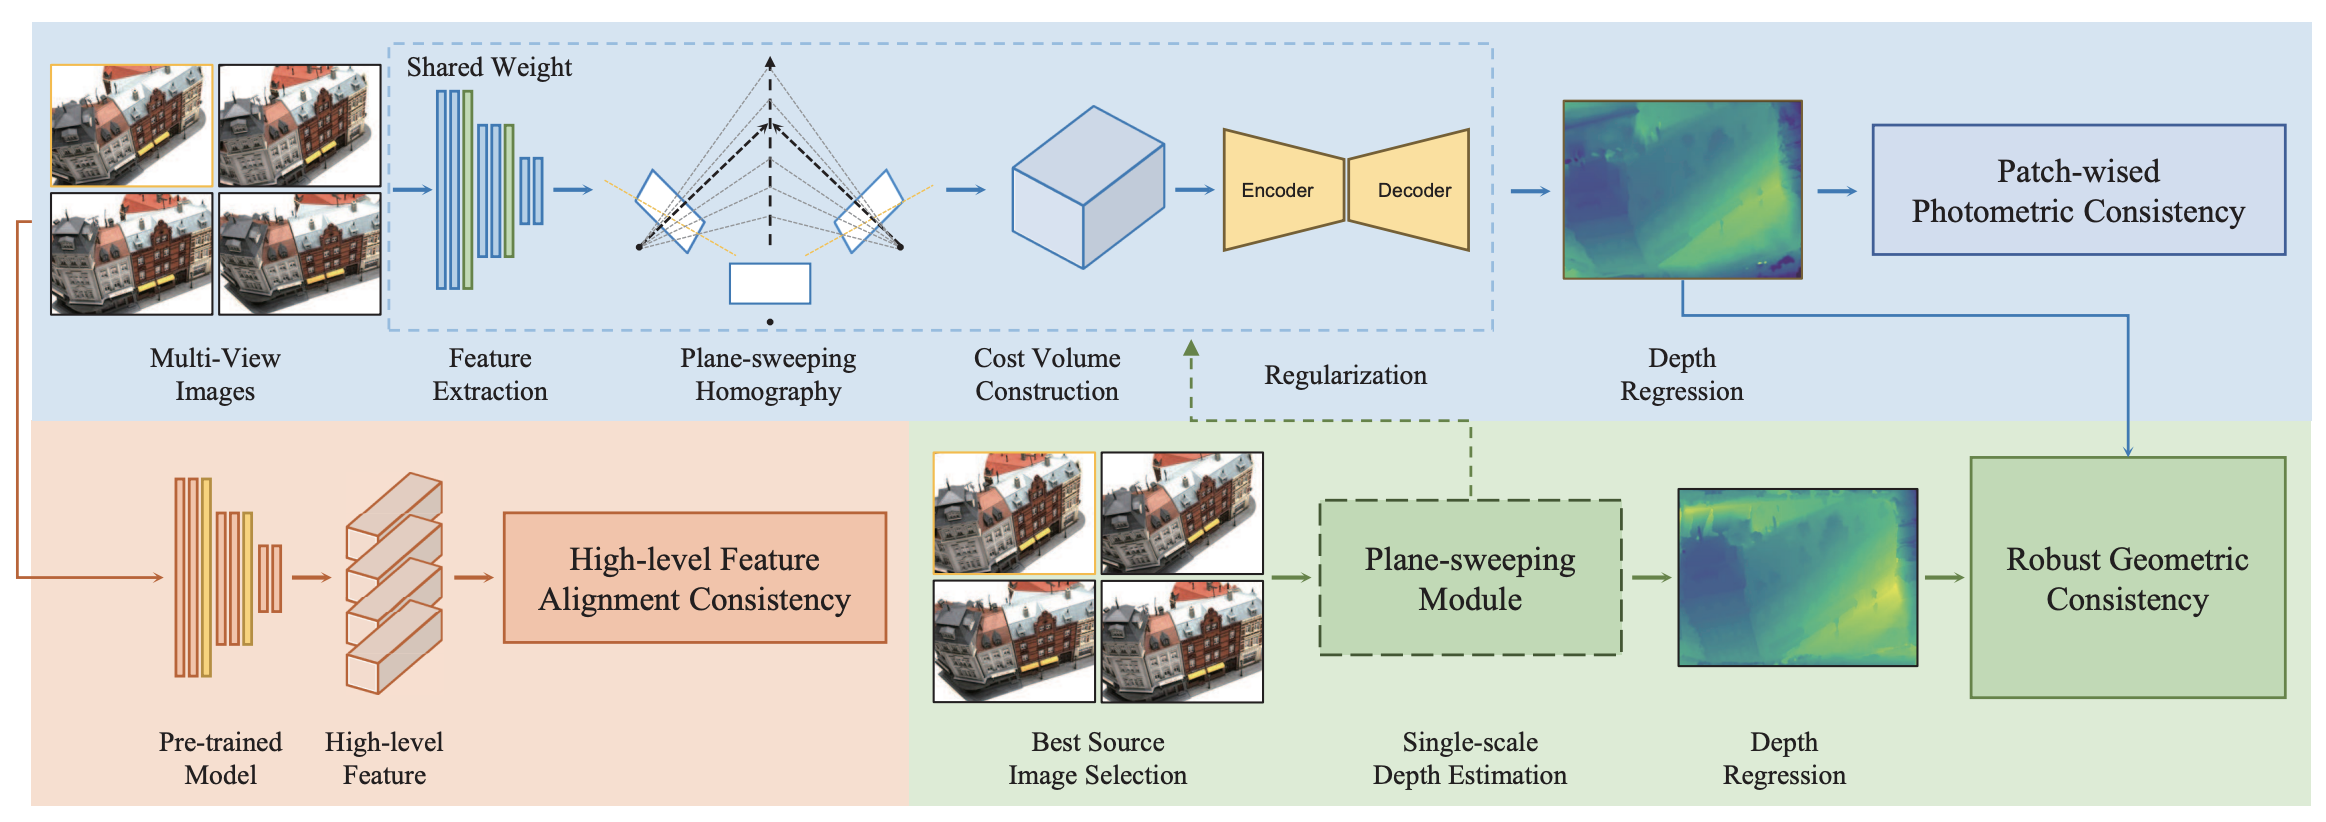 Shared Weight
Encoder
Decoder
Patch-wised
Photometric Consistency
Multi-View
Images
Feature
Extraction
Plane-sweeping
Homography
Cost Volume
Construction
Regularization
Depth
Regression
High-level Feature
Alignment Consistency
Plane-sweeping
Module
Robust Geometric
Consistency
Pre-trained
Model
High-level
Feature
Best Source
Image Selection
Single-scale
Depth Estimation
Depth
Regression